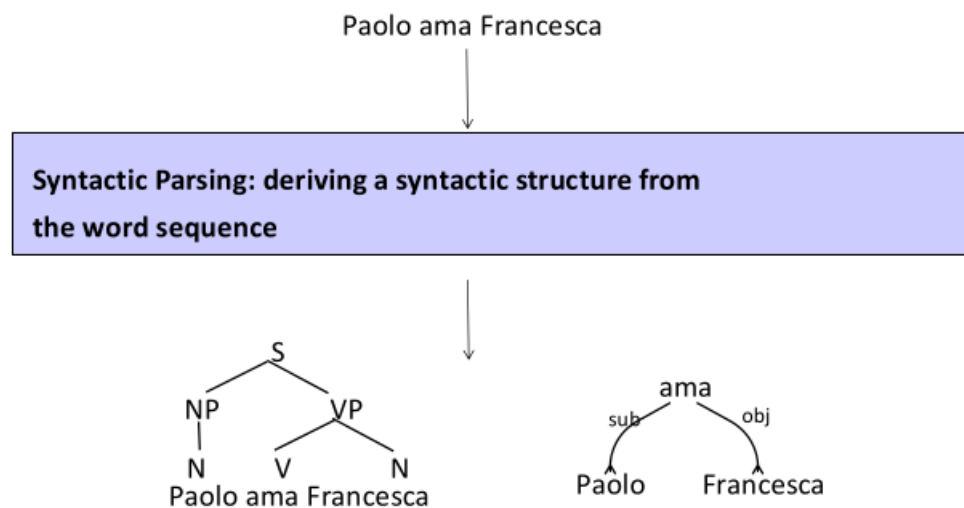 Paolo ama Francesca
Syntactic Parsing: deriving a syntactic structure from
the word sequence
S
NP VP
N V N
Paolo ama Francesca
ama
sub obj
Paolo Francesca